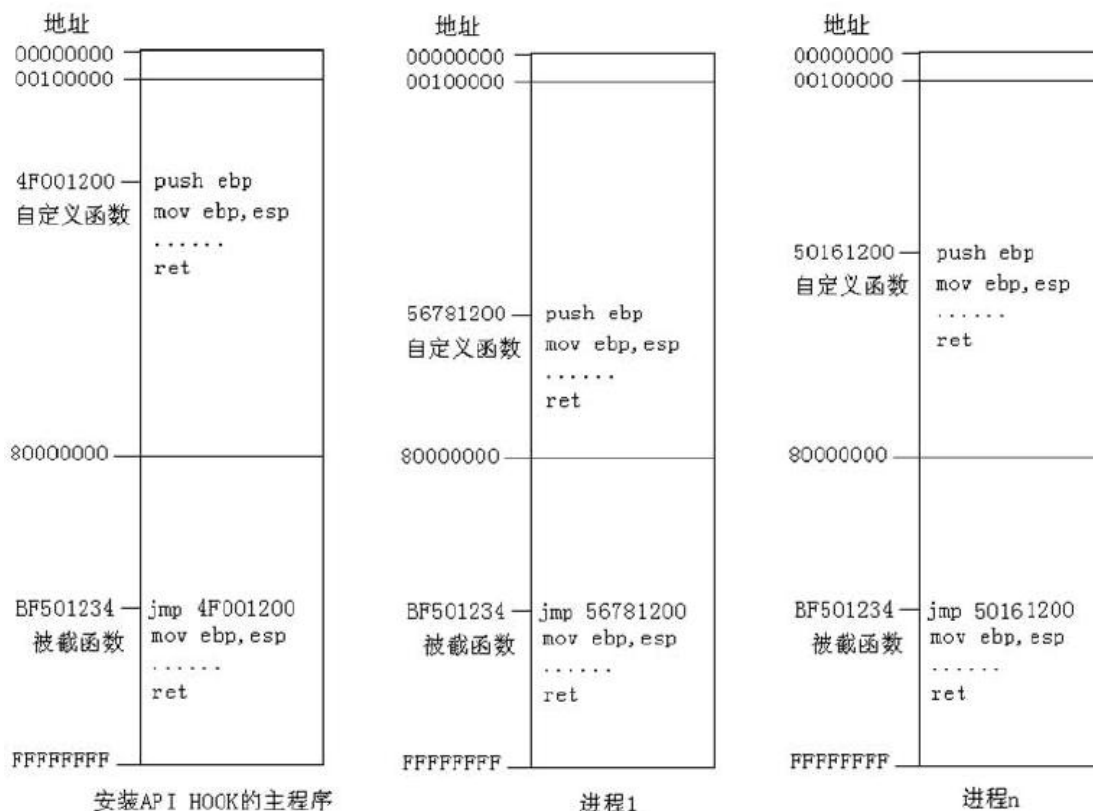 地址
00000000
00100000
4F001200
自定义函数
push ebp
mov ebp,esp
......
ret
80000000
BF501234
被截函数
jmp 4F001200
mov ebp,esp
......
ret
FFFFFFFF
安装API HOOK的主程序
地址
00000000
00100000
56781200
自定义函数
push ebp
mov ebp,esp
......
ret
80000000
BF501234
被截函数
jmp 56781200
mov ebp,esp
......
ret
FFFFFFFF
进程1
地址
00000000
00100000
50161200
自定义函数
push ebp
mov ebp,esp
......
ret
80000000
BF501234
被截函数
jmp 50161200
mov ebp,esp
......
ret
FFFFFFFF
进程n